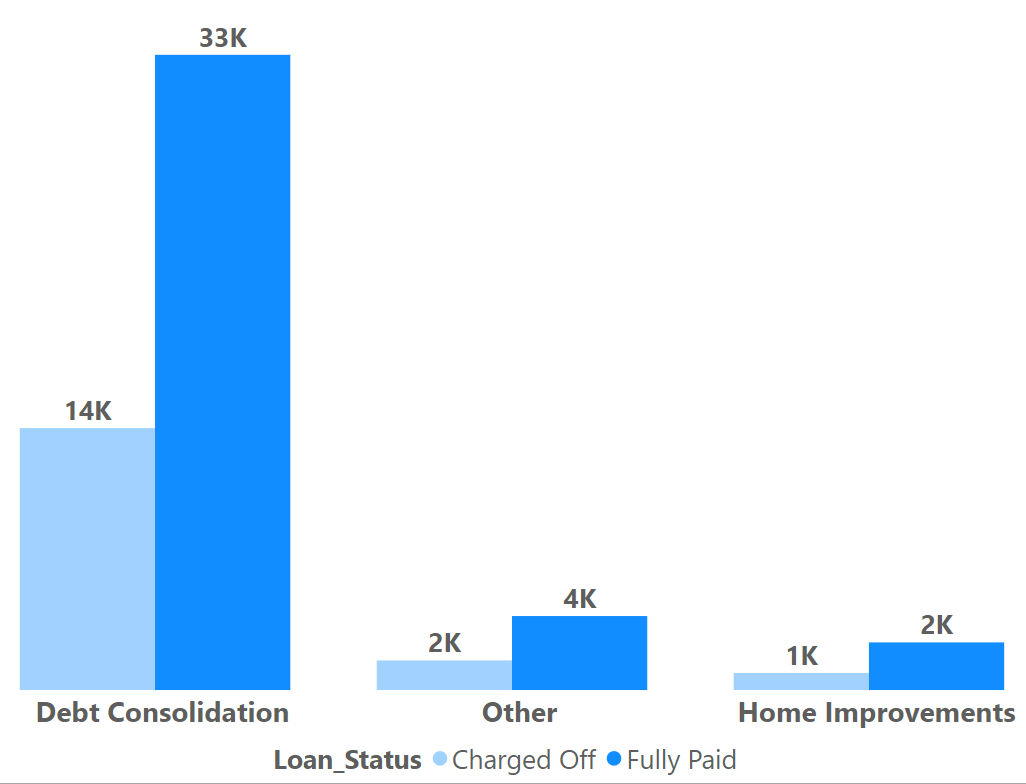 33K
14K
4K
2K
2K
1K
Debt Consolidation Other Home Improvements
Loan_Status Charged Off Fully Paid